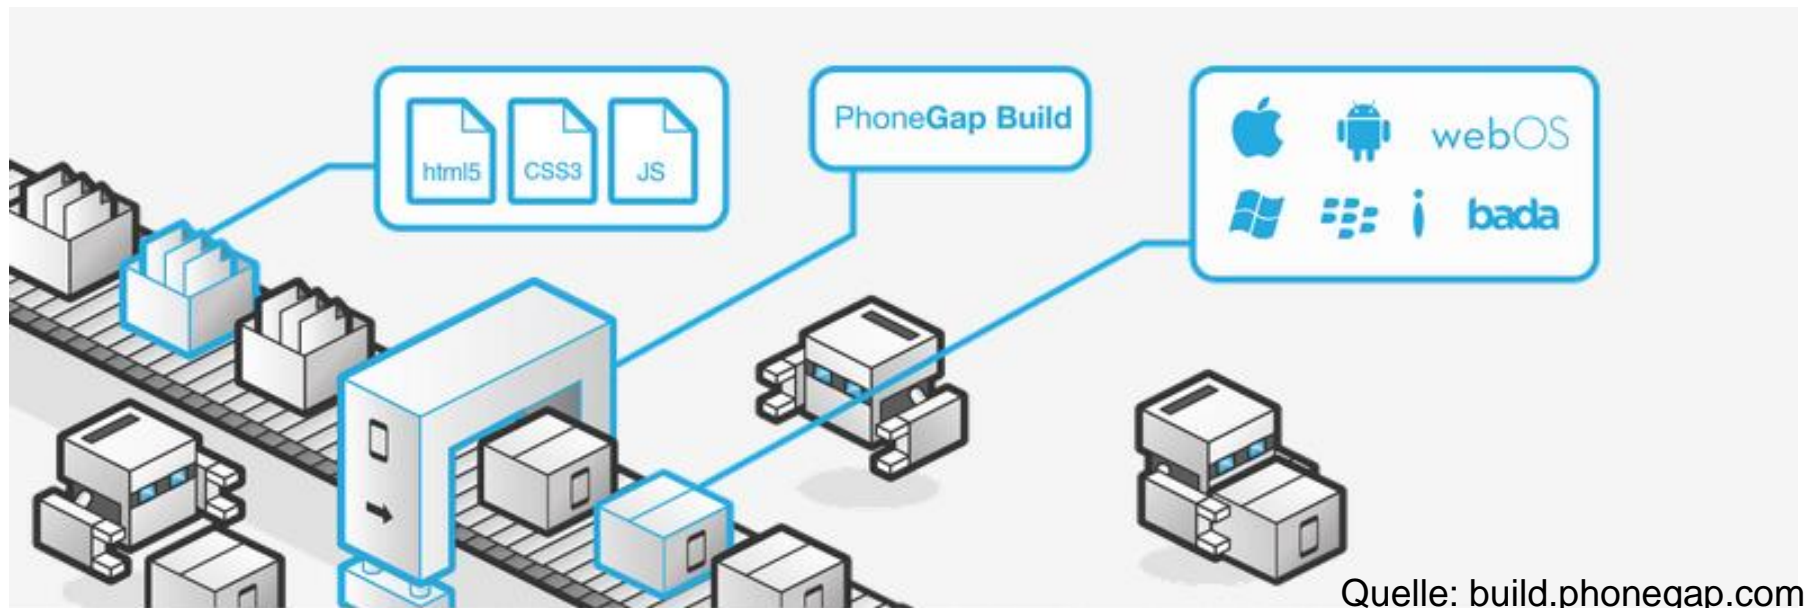 html5
CSS3
JS
PhoneGap Build
webOS
bada
Quelle: build.phonegap.com